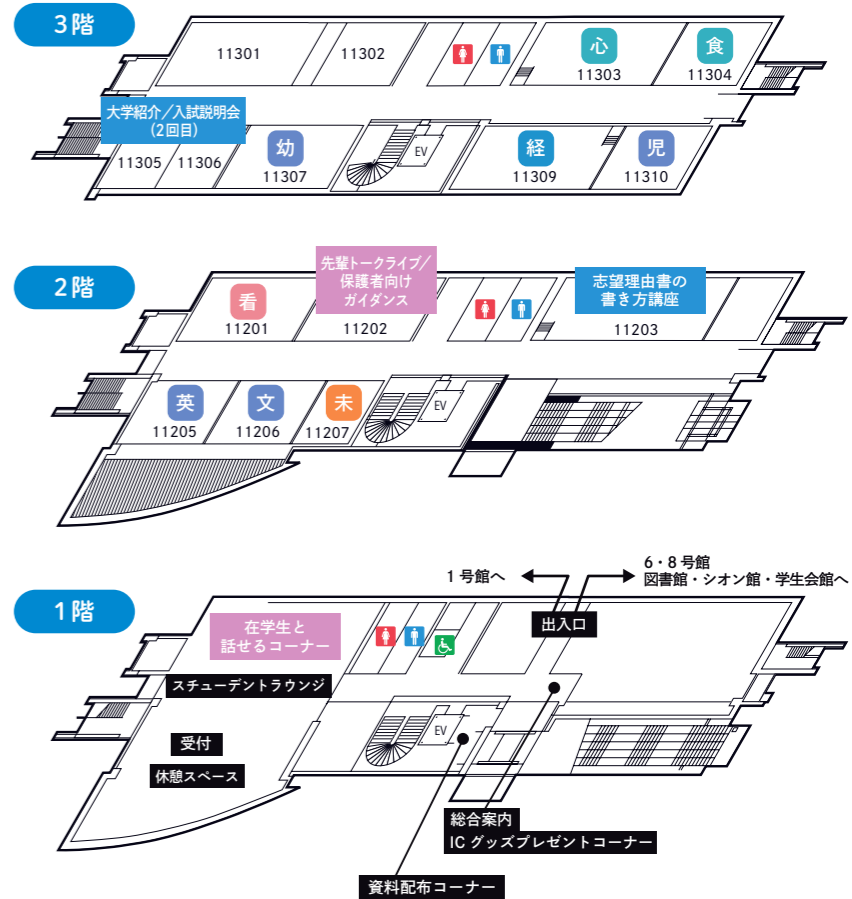 3階
11301
11302
心
11303
食
11304
大学紹介／入試説明会
(2回目)
11305
11306
幼
11307
EV
経
11309
児
11310
2階
看
11201
先輩トークライブ／
保護者向け
ガイダンス
11202
志望理由書の
書き方講座
11203
英
11205
文
11206
未
11207
EV
1階
1号館へ
6・8号館
図書館・シオン館・学生会館へ
出入口
在学生と
話せるコーナー
スチューデントラウンジ
受付
休憩スペース
EV
総合案内
ICグッズプレゼントコーナー
資料配布コーナー